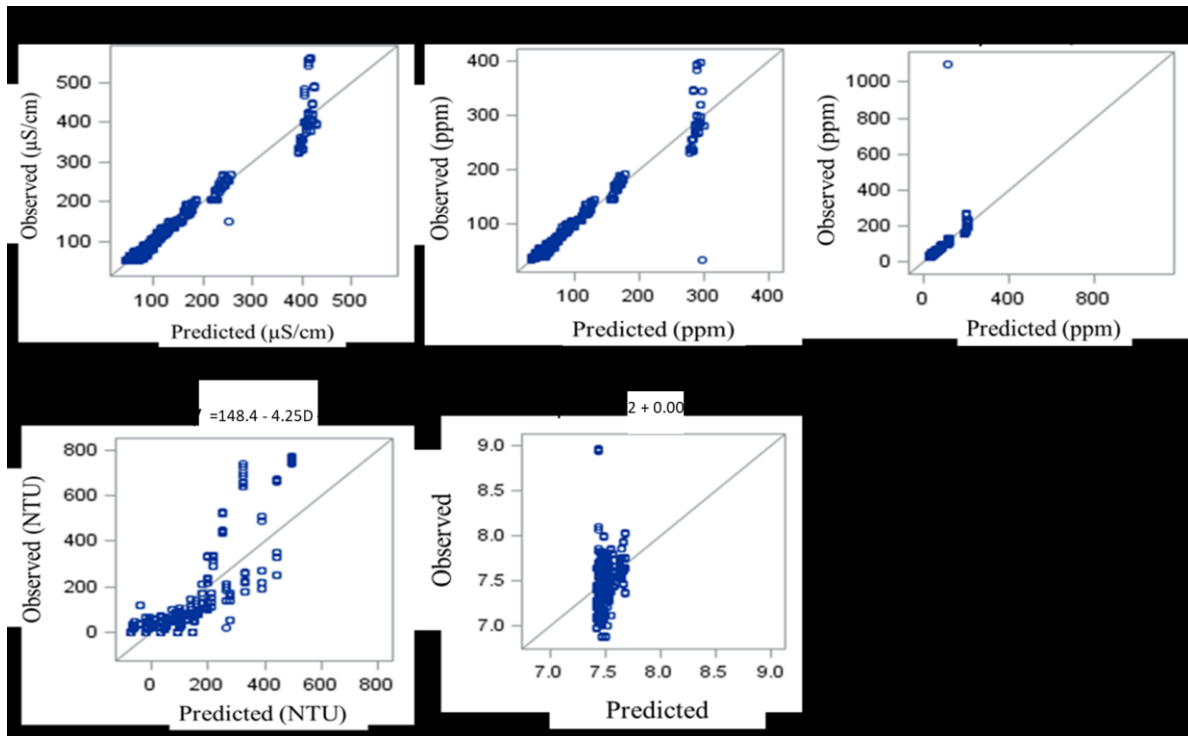 Observed (µS/cm)
500
400
300
200
100
100 200 300 400 500
Predicted (µS/cm)
Observed (ppm)
400
300
200
100
100 200 300 400
Predicted (ppm)
Observed (ppm)
1000
800
600
400
200
0
0 400 800
Predicted (ppm)
=148.4 - 4.25D
Observed (NTU)
800
600
400
200
0
0 200 400 600 800
Predicted (NTU)
2 + 0.00
Observed
9.0
8.5
8.0
7.5
7.0
7.0 7.5 8.0 8.5 9.0
Predicted